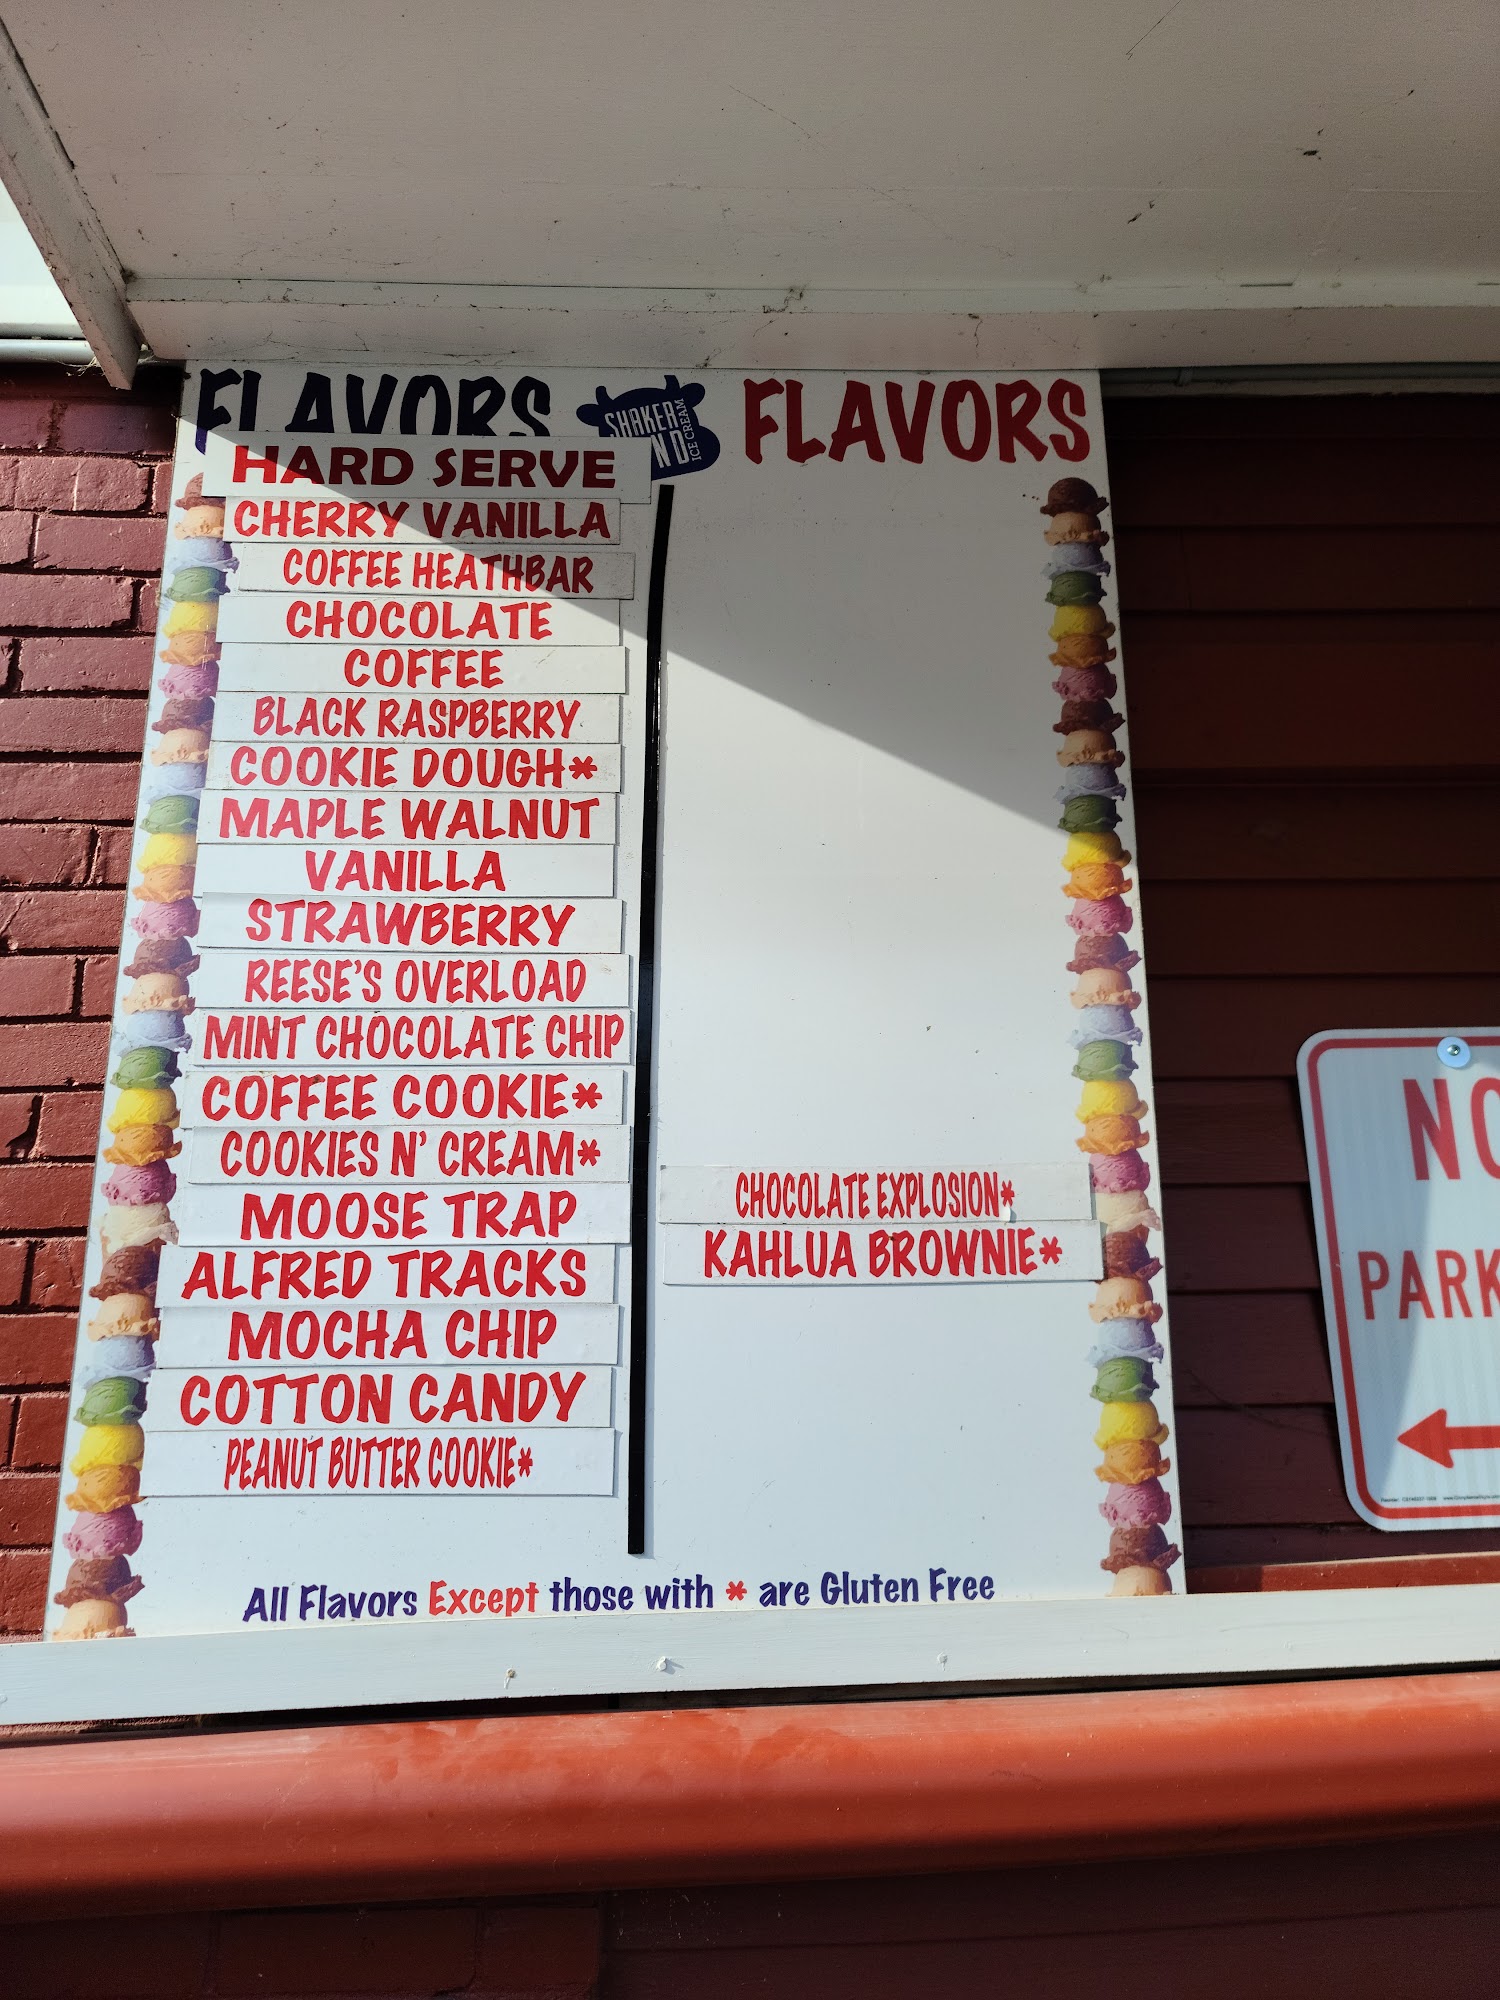 FLAVORS
SHAKER
ND
ICE CREAM
FLAVORS
HARD SERVE
CHERRY VANILLA
COFFEE HEATHBAR
CHOCOLATE
COFFEE
BLACK RASPBERRY
COOKIE DOUGH*
MAPLE WALNUT
VANILLA
STRAWBERRY
REESE'S OVERLOAD
MINT CHOCOLATE CHIP
COFFEE COOKIE*
COOKIES N' CREAM*
MOOSE TRAP
ALFRED TRACKS
MOCHA CHIP
COTTON CANDY
PEANUT BUTTER COOKIE*
CHOCOLATE EXPLOSION*
KAHLUA BROWNIE*
All Flavors Except those with * are Gluten Free
NO
PARK